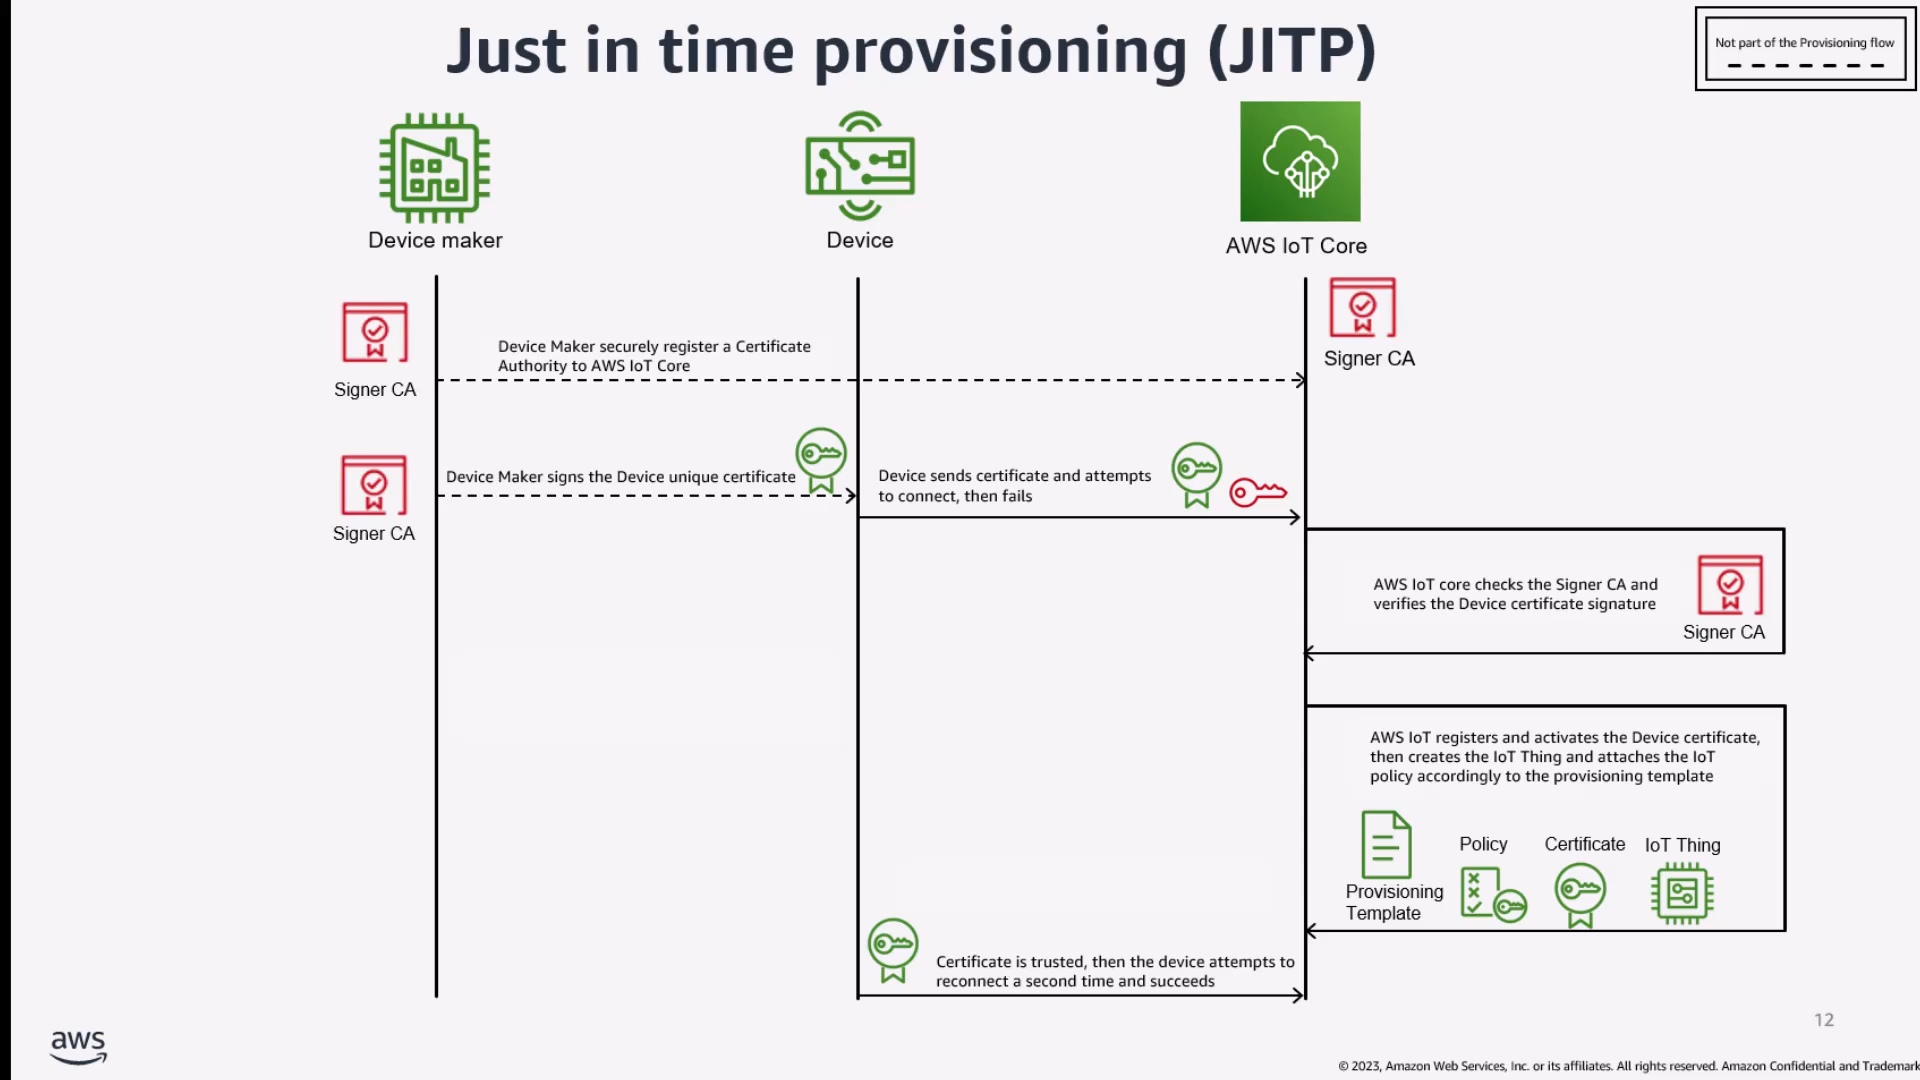 Just in time provisioning (JITP)
Not part of the Provisioning flow
Device maker
Device
AWS IoT Core
Signer CA
Device Maker securely register a Certificate
Authority to AWS IoT Core
Signer CA
Signer CA
Device Maker signs the Device unique certificate
Device sends certificate and attempts
to connect, then fails
AWS IoT core checks the Signer CA and
verifies the Device certificate signature
Signer CA
AWS IoT registers and activates the Device certificate,
then creates the IoT Thing and attaches the IoT
policy accordingly to the provisioning template
Policy
Certificate
IoT Thing
Provisioning
Template
Certificate is trusted, then the device attempts to
reconnect a second time and succeeds
12
aws
© 2023, Amazon Web Services, Inc. or its affiliates. All rights reserved. Amazon Confidential and Trademark